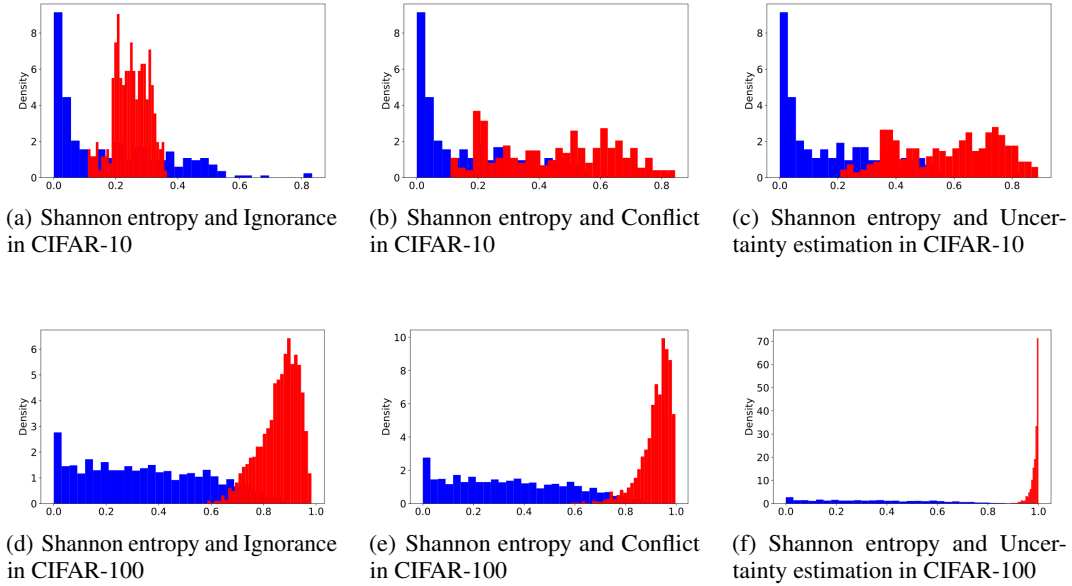 8
6
4
2
0
Density
0.0 0.2 0.4 0.6 0.8
(a) Shannon entropy and Ignorance
in CIFAR-10
8
6
4
2
0
Density
0.0 0.2 0.4 0.6 0.8
(b) Shannon entropy and Conflict
in CIFAR-10
8
6
4
2
0
Density
0.0 0.2 0.4 0.6 0.8
(c) Shannon entropy and Uncer-
tainty estimation in CIFAR-10
6
5
4
3
2
1
0
Density
0.0 0.2 0.4 0.6 0.8 1.0
(d) Shannon entropy and Ignorance
in CIFAR-100
10
8
6
4
2
0
Density
0.0 0.2 0.4 0.6 0.8 1.0
(e) Shannon entropy and Conflict
in CIFAR-100
70
60
50
40
30
20
10
0
Density
0.0 0.2 0.4 0.6 0.8 1.0
(f) Shannon entropy and Uncer-
tainty estimation in CIFAR-100